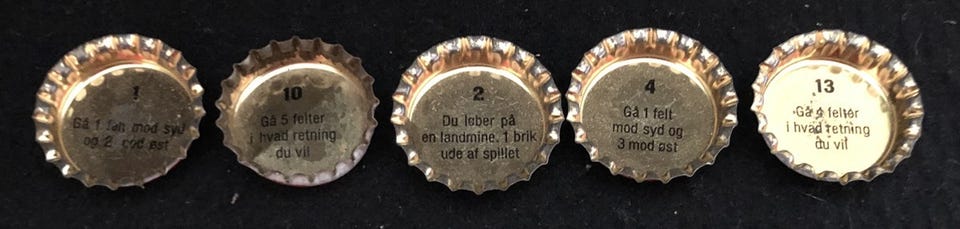 1
Gå 1 felt mod syd
og 2 mod øst
10
Gå 5 felter
i hvad retning
du vil
2
Du løber på
en landmine. 1 brik
ude af spillet
4
Gå 1 felt
mod syd og
3 mod øst
13
Gå felter
i hvad retning
du vil